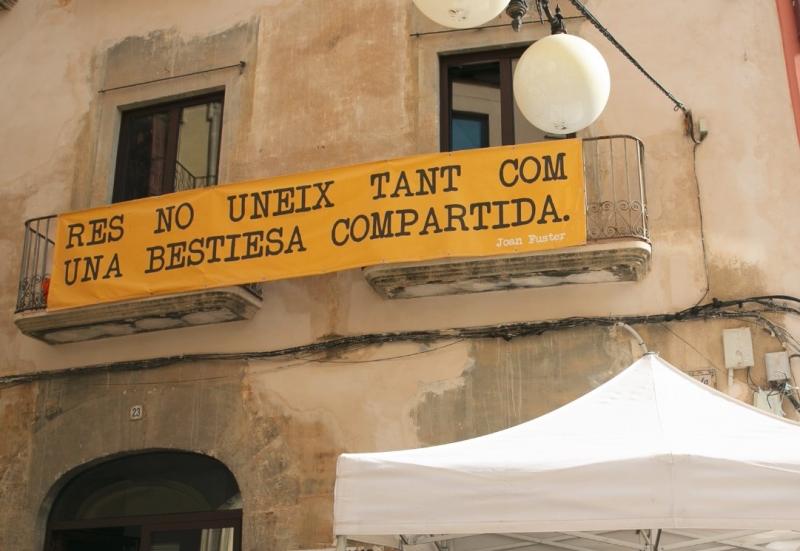 RES NO UNEIX TANT COM
UNA BESTIESA COMPARTIDA.
Joan Fuster
23